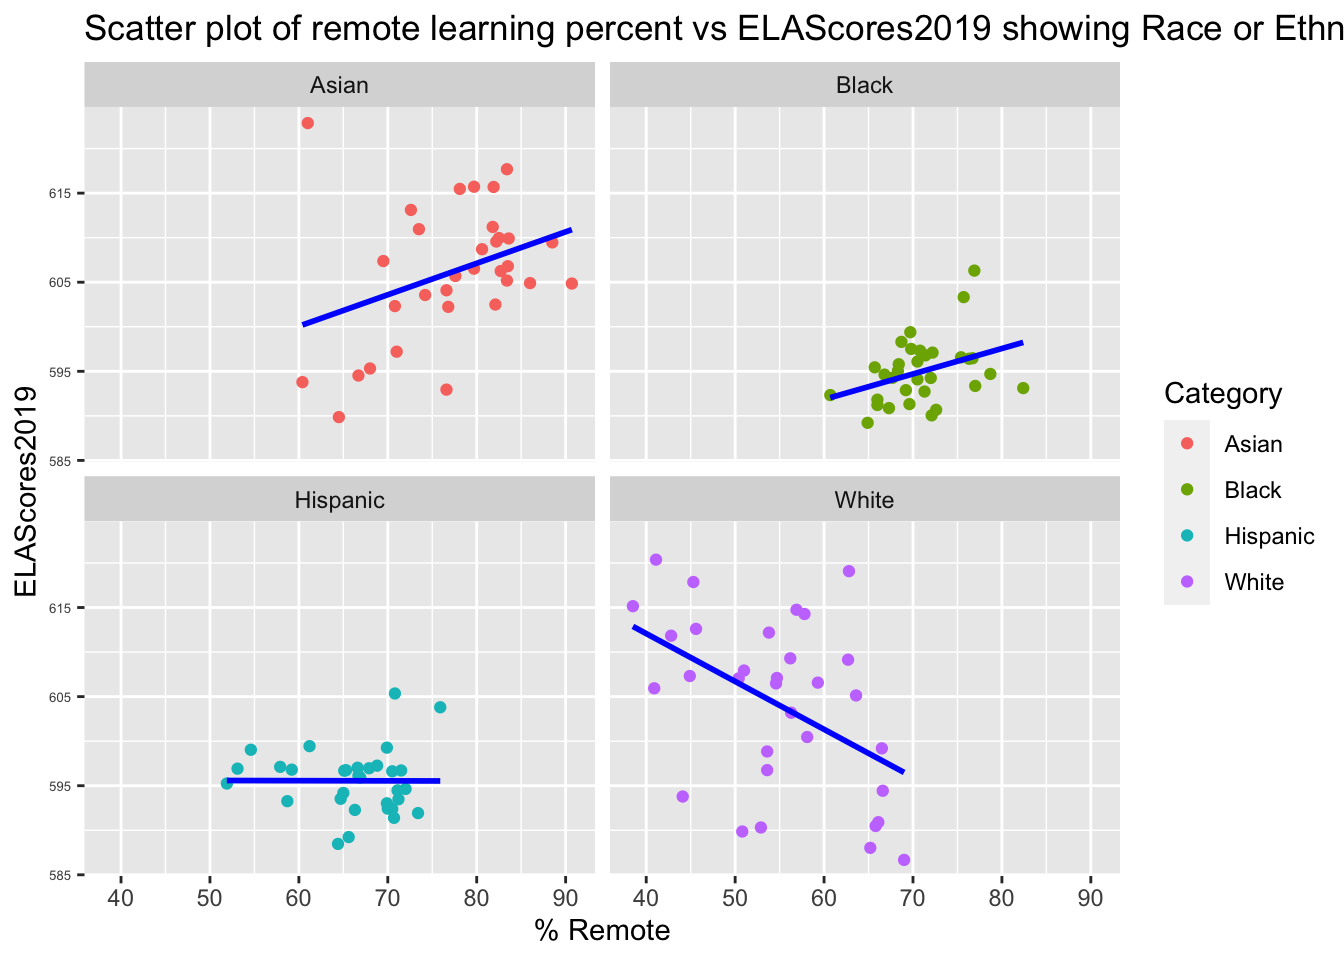 Scatter plot of remote learning percent vs ELAScores2019 showing Race or Ethn
Asian
Black
615
605
595
585
Hispanic
White
615
605
595
585
40 50 60 70 80 90
40 50 60 70 80 90
% Remote
ELAScores2019
Category
Asian
Black
Hispanic
White